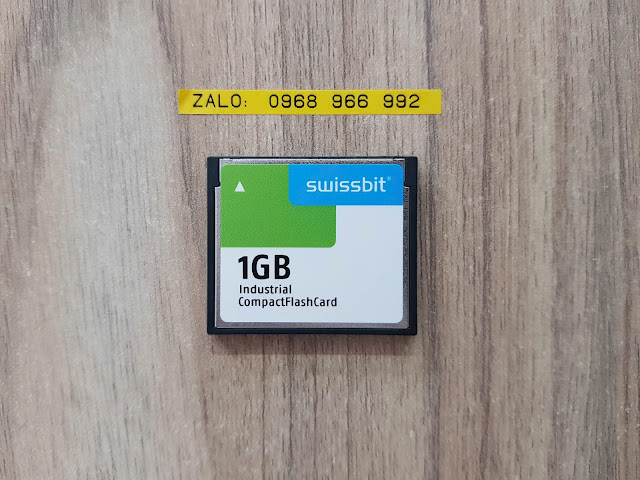 ZALO: 0968 966 992
swissbit®
1GB
Industrial
CompactFlashCard